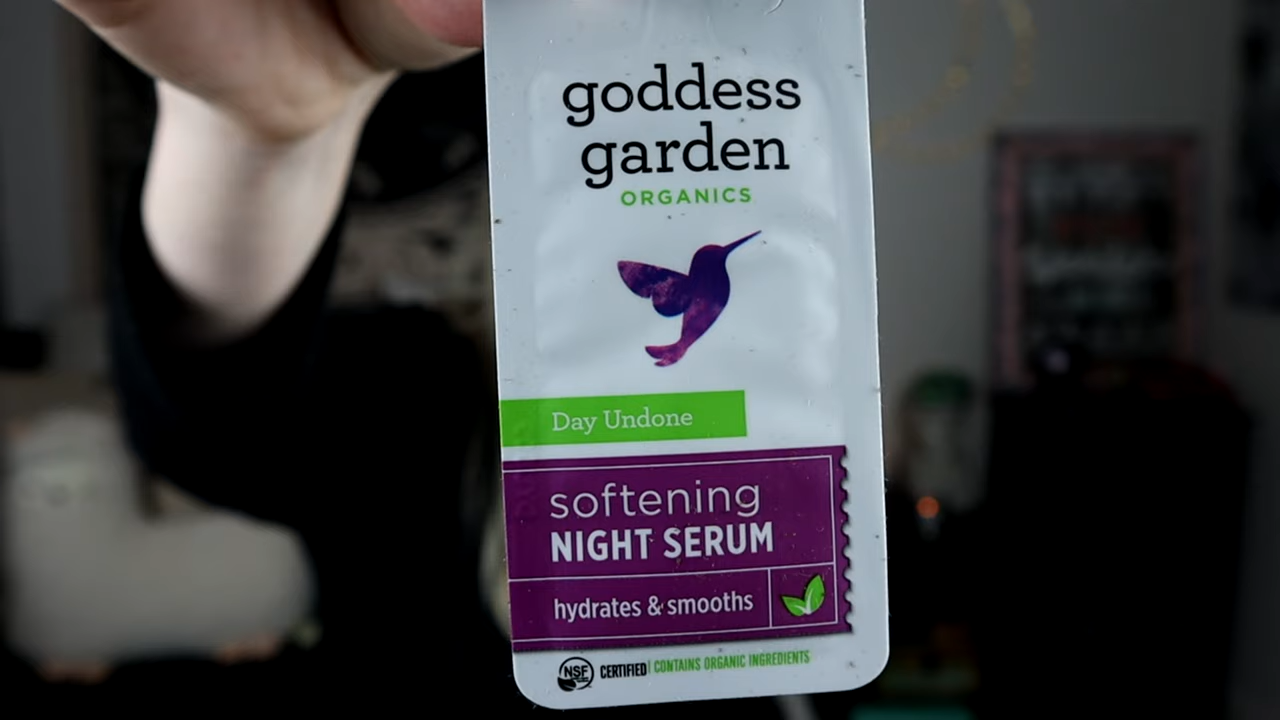 goddess
garden
ORGANICS
Day Undone
softening
NIGHT SERUM
hydrates & smooths
NSF CERTIFIED | CONTAINS ORGANIC INGREDIENTS